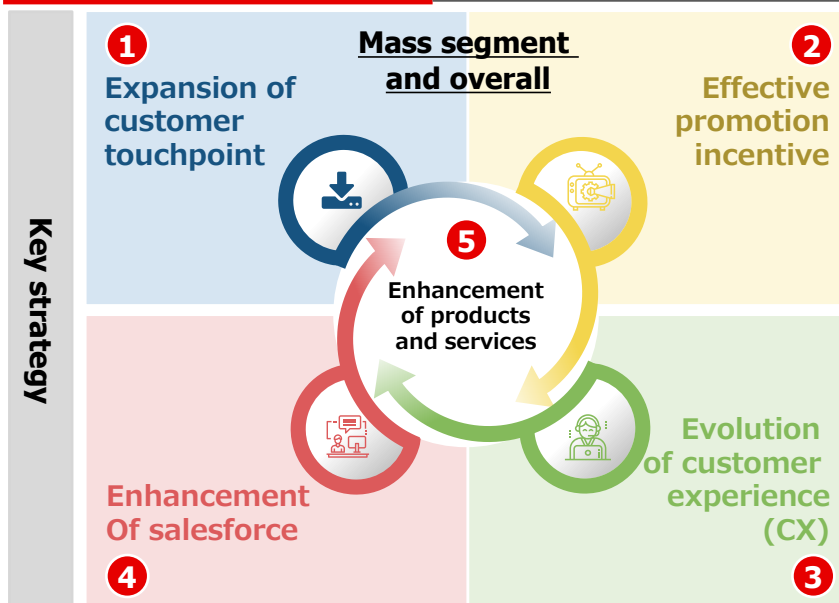 Key strategy
Mass segment
and overall
1
Expansion of
customer
touchpoint
2
Effective
promotion
incentive
5
Enhancement
of products
and services
Enhancement
Of salesforce
4
Evolution
of customer
experience
(CX)
3